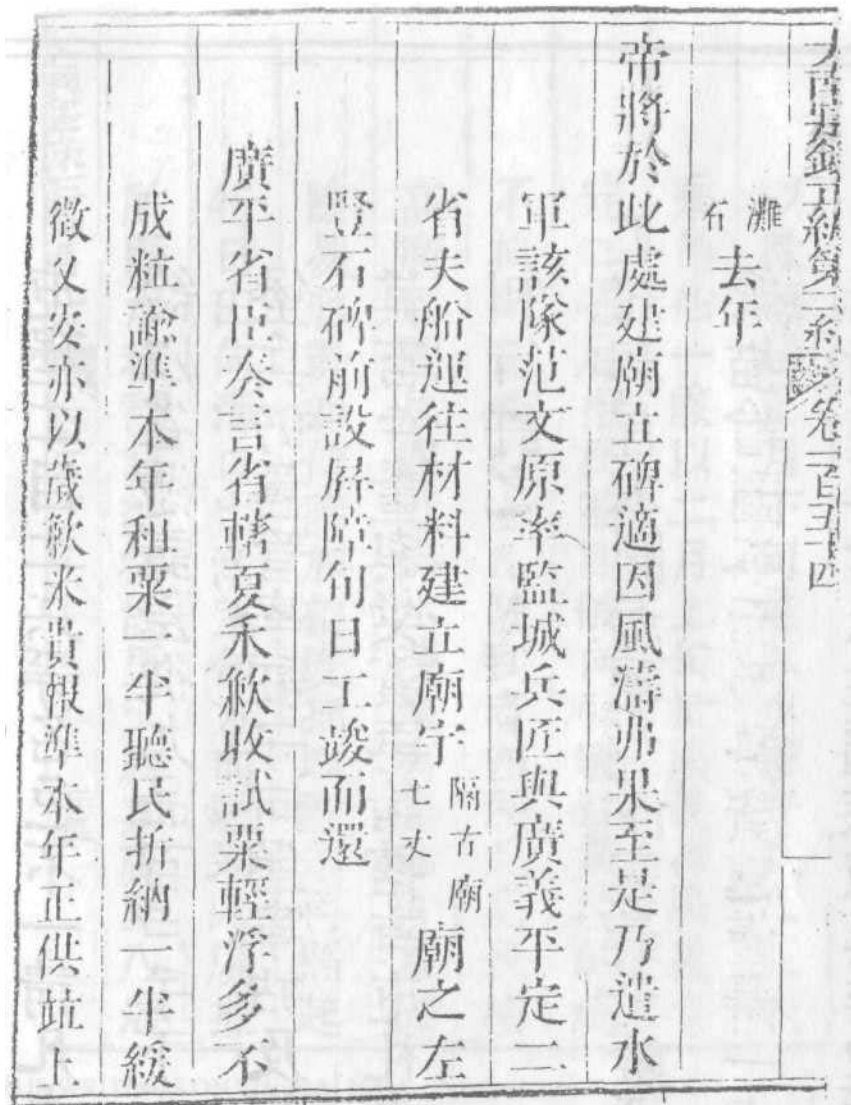 大南寔錄正編第二紀 卷一百五十四
灘石去年
帝將於此處建廟立碑適因風濤弗果至是乃遣水
軍該隊范文原率監城兵匠與廣義平定二
省夫船運往材料建立廟宇隔古廟七丈廟之左
豎石碑前設屏障旬日工竣而還
廣平省臣奏言省轄夏禾歉收試粟輕浮多不
成粒諭準本年租粟一半聽民折納一半緩
徵乂安亦以歲歉米貴報準本年正供㽷上